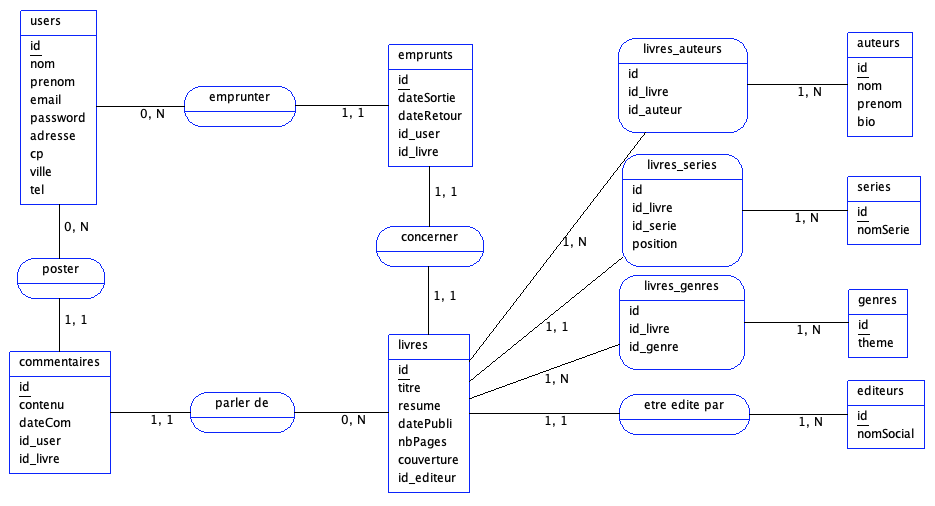 users
id
nom
prenom
email
password
adresse
cp
ville
tel
0, N
emprunter
1, 1
emprunts
id
dateSortie
dateRetour
id_user
id_livre
1, 1
concerner
1, 1
0, N
poster
1, 1
commentaires
id
contenu
dateCom
id_user
id_livre
1, 1
parler de
0, N
livres
id
titre
resume
datePubli
nbPages
couverture
id_editeur
1, N
livres_auteurs
id
id_livre
id_auteur
1, N
auteurs
id
nom
prenom
bio
1, 1
livres_series
id
id_livre
id_serie
position
1, N
series
id
nomSerie
1, N
livres_genres
id
id_livre
id_genre
1, N
genres
id
theme
1, 1
etre edite par
1, N
editeurs
id
nomSocial